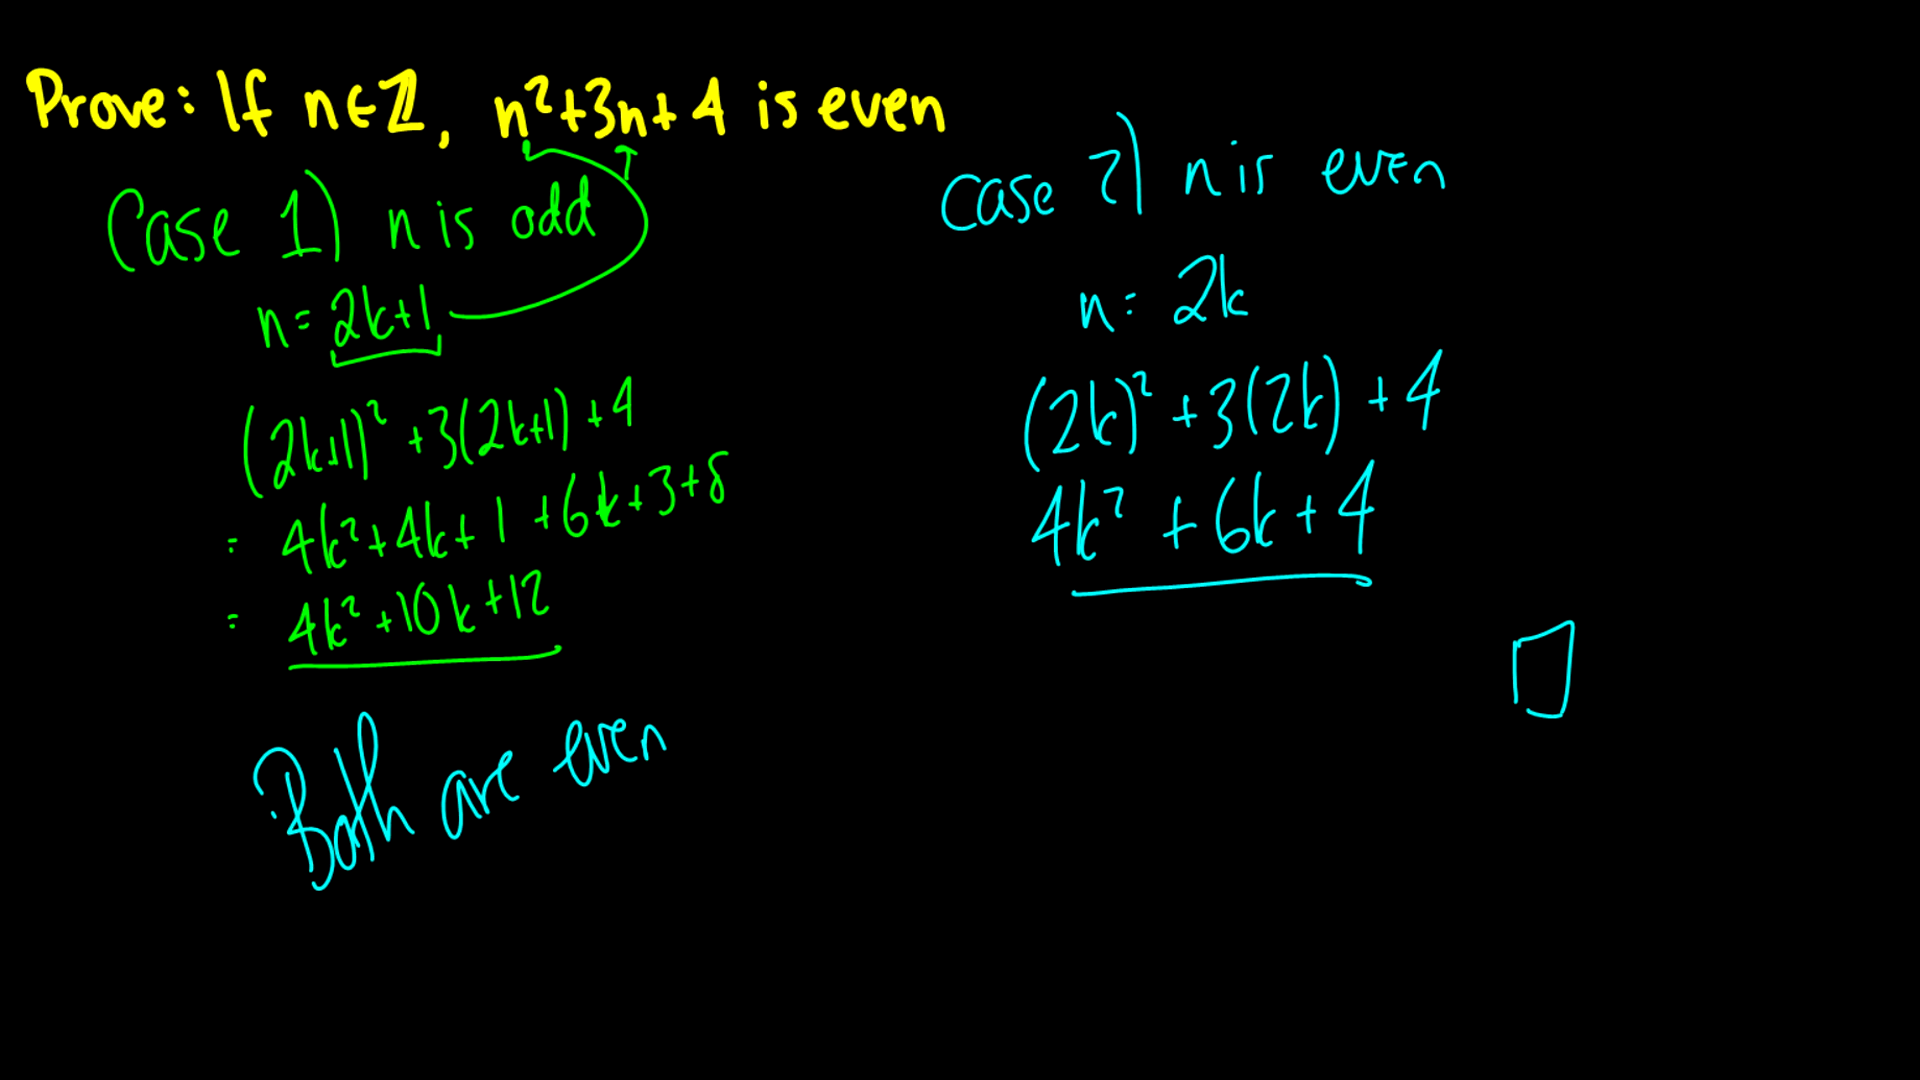 Prove: If n∈ℤ, n²+3n+4 is even
Case 1) n is odd
n=2k+1
(2k+1)² +3(2k+1) +4
= 4k²+4k+1 +6k+3+8
= 4k²+10k+12
Both are even
Case 2) n is even
n= 2k
(2k)² +3(2k) +4
4k² +6k+4